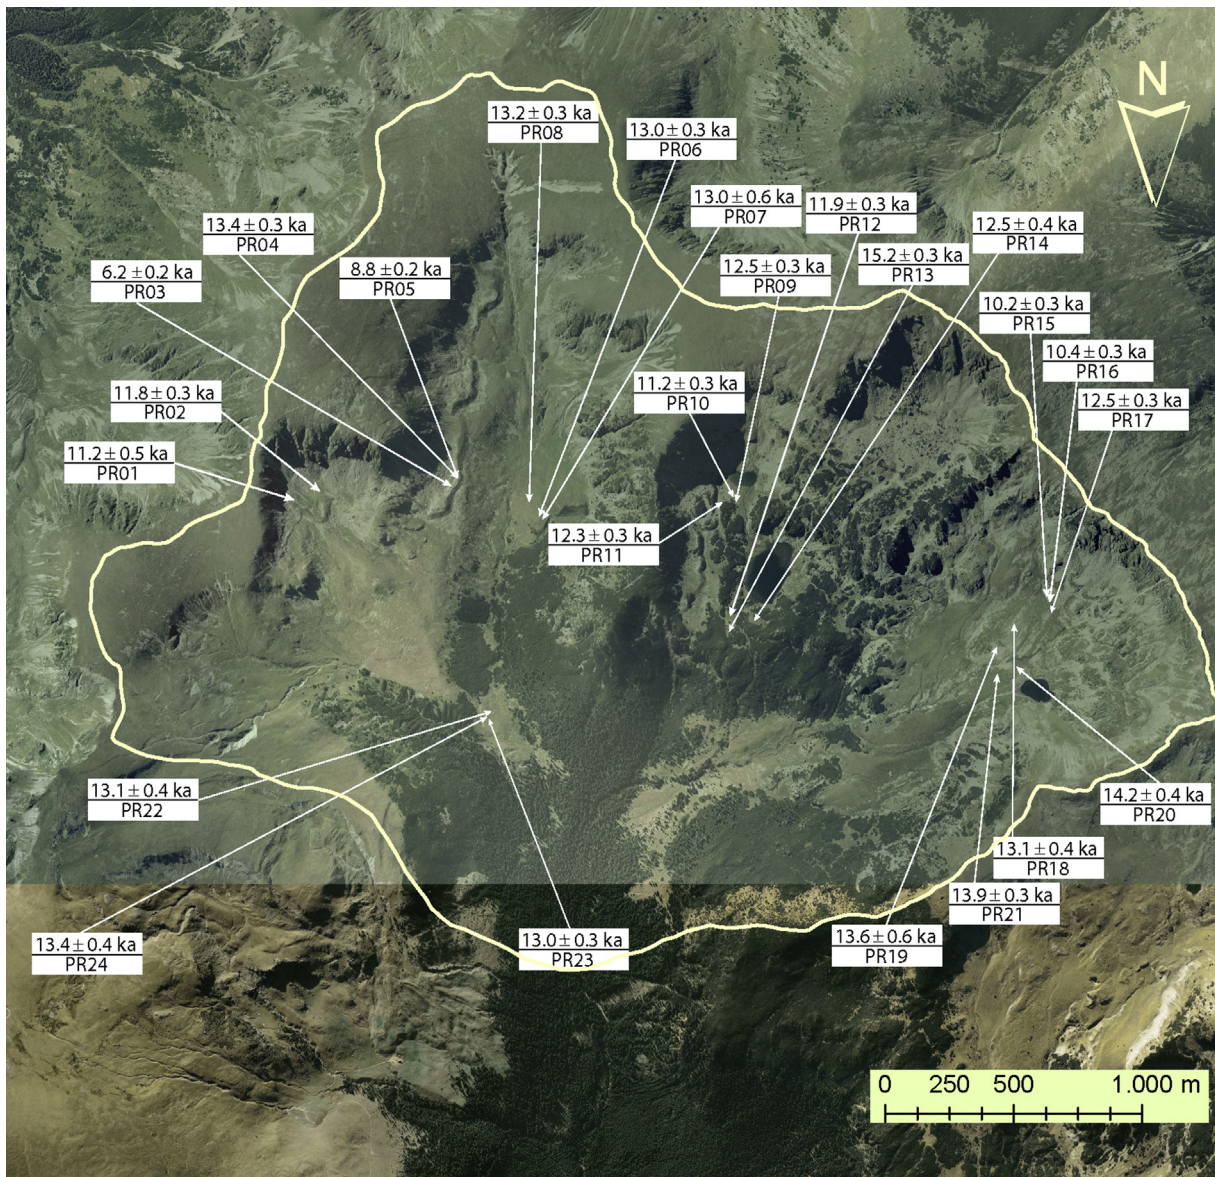 N
13.2 ± 0.3 ka
PR08
13.0 ± 0.3 ka
PR06
13.0 ± 0.6 ka
PR07
11.9 ± 0.3 ka
PR12
12.5 ± 0.4 ka
PR14
13.4 ± 0.3 ka
PR04
15.2 ± 0.3 ka
PR13
6.2 ± 0.2 ka
PR03
8.8 ± 0.2 ka
PR05
12.5 ± 0.3 ka
PR09
10.2 ± 0.3 ka
PR15
10.4 ± 0.3 ka
PR16
11.2 ± 0.3 ka
PR10
11.8 ± 0.3 ka
PR02
12.5 ± 0.3 ka
PR17
11.2 ± 0.5 ka
PR01
12.3 ± 0.3 ka
PR11
13.1 ± 0.4 ka
PR22
14.2 ± 0.4 ka
PR20
13.1 ± 0.4 ka
PR18
13.9 ± 0.3 ka
PR21
13.4 ± 0.4 ka
PR24
13.0 ± 0.3 ka
PR23
13.6 ± 0.6 ka
PR19
0 250 500 1.000 m